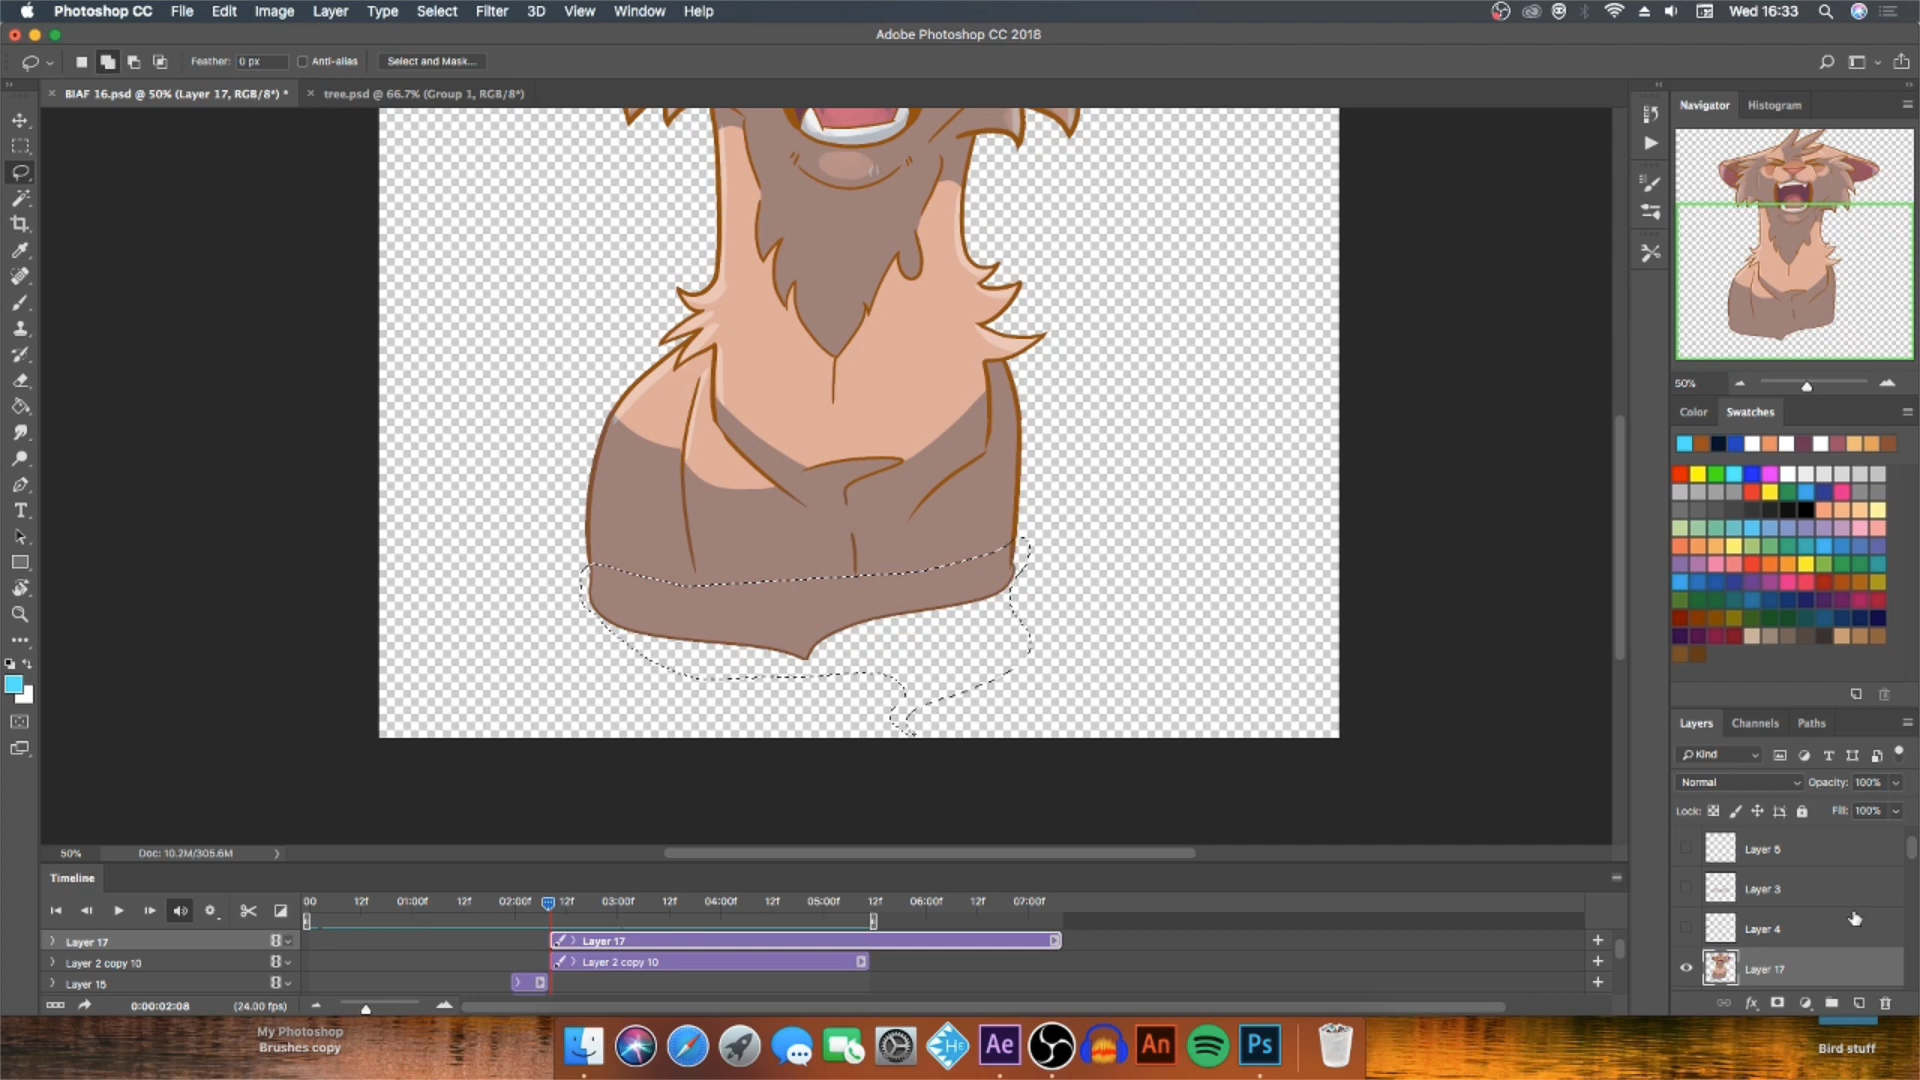 Photoshop CC File Edit Image Layer Type Select Filter 3D View Window Help Wed 16:33
Adobe Photoshop CC 2018
Feather: 0 px Anti-alias Select and Mask...
BIAF 16.psd @ 50% (Layer 17, RGB/8*) * tree.psd @ 66.7% (Group 1, RGB/8*)
Navigator Histogram
50%
Color Swatches
Layers Channels Paths
Kind
Normal Opacity: 100%
Lock: Fill: 100%
Layer 3
Layer 4
Layer 17
50% Doc: 10.2M/305.6M
Timeline
00 12f 01:00f 12f 02:00f 12f 03:00f 12f 04:00f 12f 05:00f 12f 06:00f 12f 07:00f
Layer 17 Layer 17
Layer 2 copy 10 Layer 2 copy 10
Layer 15
0:00:02:08 (24.00 fps)
My Photoshop
Brushes copy
He Ae An Ps
Bird stuff